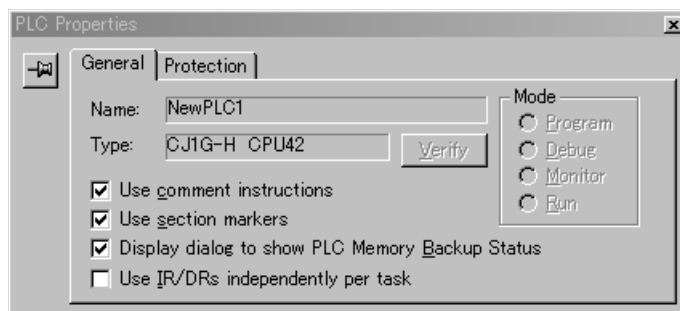 PLC Properties
General Protection
Name: NewPLC1
Type: CJ1G-H CPU42 Verify
Mode
Program
Debug
Monitor
Run
Use comment instructions
Use section markers
Display dialog to show PLC Memory Backup Status
Use IR/DRs independently per task